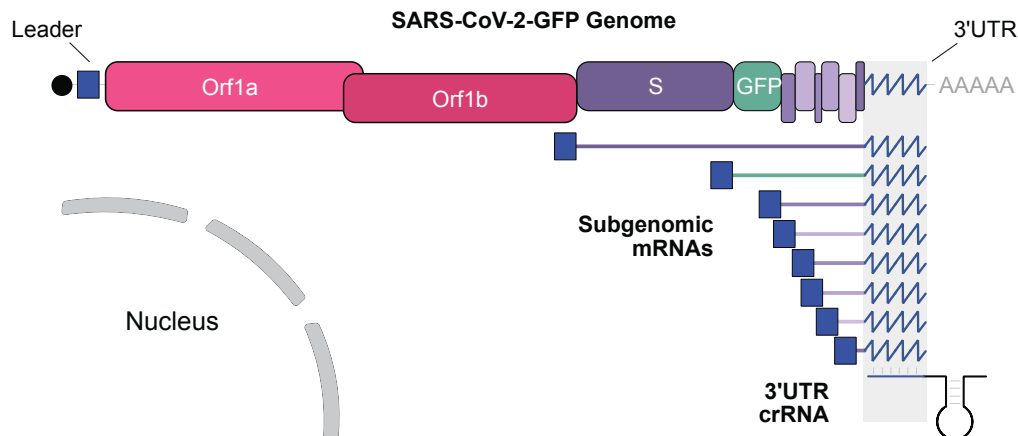 SARS-CoV-2-GFP Genome
Leader
3'UTR
Orf1a
Orf1b
S
GFP
AAAAA
Subgenomic
mRNAs
Nucleus
3'UTR
crRNA